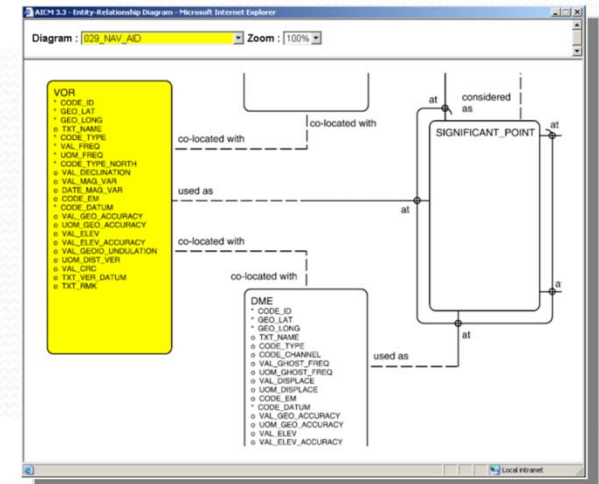 AICM 3.3 - Entity-Relationship Diagram - Microsoft Internet Explorer
Diagram : 029_NAV_AID Zoom : 100%
VOR
* CODE_ID
* GEO_LAT
* GEO_LONG
o TXT_NAME
* CODE_TYPE
* VAL_FREQ
* UOM_FREQ
* CODE_TYPE_NORTH
o VAL_DECLINATION
o VAL_MAG_VAR
o DATE_MAG_VAR
o CODE_EM
* CODE_DATUM
o VAL_GEO_ACCURACY
o UOM_GEO_ACCURACY
o VAL_ELEV
o VAL_ELEV_ACCURACY
o VAL_GEOID_UNDULATION
o UOM_DIST_VER
o VAL_CRC
o TXT_VER_DATUM
o TXT_RMK
co-located with
co-located with
used as
at
co-located with
co-located with
DME
* CODE_ID
* GEO_LAT
* GEO_LONG
o TXT_NAME
o CODE_TYPE
o CODE_CHANNEL
o VAL_GHOST_FREQ
o UOM_GHOST_FREQ
o VAL_DISPLACE
o UOM_DISPLACE
o CODE_EM
* CODE_DATUM
o VAL_GEO_ACCURACY
o UOM_GEO_ACCURACY
o VAL_ELEV
o VAL_ELEV_ACCURACY
used as
at
considered
as
at
SIGNIFICANT_POINT
at
Local intranet